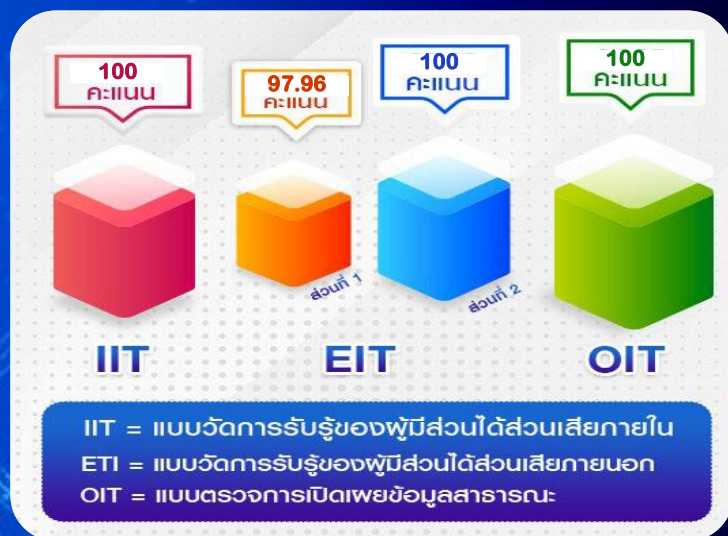 100
คะแนน
97.96
คะแนน
100
คะแนน
100
คะแนน
ส่วนที่ 1
ส่วนที่ 2
IIT
EIT
OIT
IIT = แบบวัดการรับรู้ของผู้มีส่วนได้ส่วนเสียภายใน
ETI = แบบวัดการรับรู้ของผู้มีส่วนได้ส่วนเสียภายนอก
OIT = แบบตรวจการเปิดเผยข้อมูลสาธารณะ